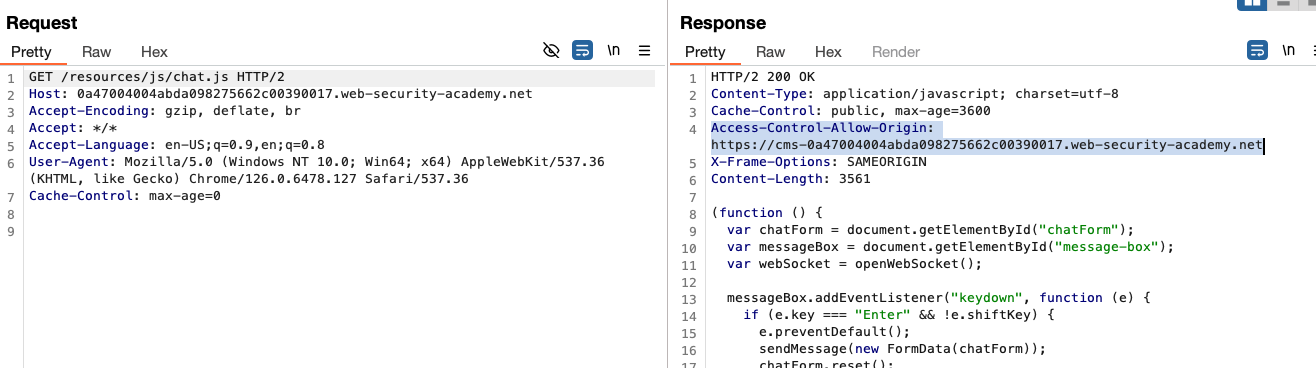 Request
Pretty Raw Hex \n
1 GET /resources/js/chat.js HTTP/2
2 Host: 0a47004004abda098275662c00390017.web-security-academy.net
3 Accept-Encoding: gzip, deflate, br
4 Accept: */*
5 Accept-Language: en-US;q=0.9,en;q=0.8
6 User-Agent: Mozilla/5.0 (Windows NT 10.0; Win64; x64) AppleWebKit/537.36
(KHTML, like Gecko) Chrome/126.0.6478.127 Safari/537.36
7 Cache-Control: max-age=0
8
9
Response
Pretty Raw Hex Render \n
1 HTTP/2 200 OK
2 Content-Type: application/javascript; charset=utf-8
3 Cache-Control: public, max-age=3600
4 Access-Control-Allow-Origin:
https://cms-0a47004004abda098275662c00390017.web-security-academy.net
5 X-Frame-Options: SAMEORIGIN
6 Content-Length: 3561
7
8 (function () {
9 var chatForm = document.getElementById("chatForm");
10 var messageBox = document.getElementById("message-box");
11 var webSocket = openWebSocket();
12
13 messageBox.addEventListener("keydown", function (e) {
14 if (e.key === "Enter" && !e.shiftKey) {
15 e.preventDefault();
16 sendMessage(new FormData(chatForm));
17 chatForm.reset();